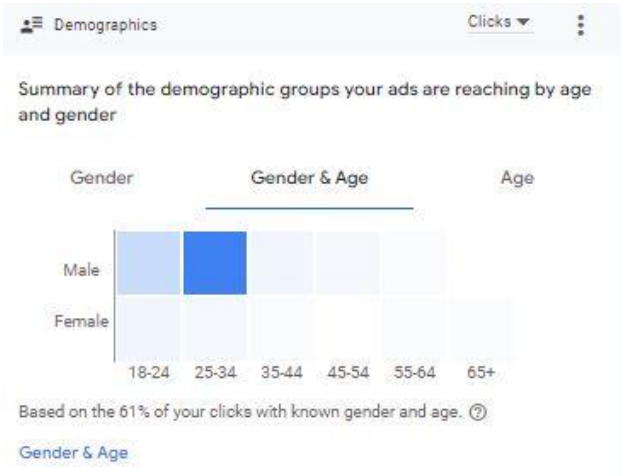 Demographics
Clicks
Summary of the demographic groups your ads are reaching by age
and gender
Gender
Gender & Age
Age
Male
Female
18-24 25-34 35-44 45-54 55-64 65+
Based on the 61% of your clicks with known gender and age.
Gender & Age